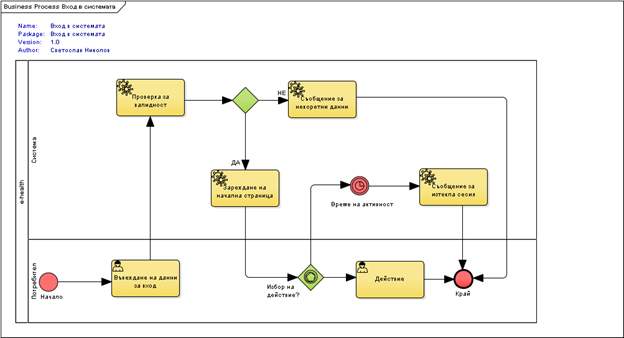 Business Process Вход в системата
Name: Вход в системата
Package: Вход в системата
Version: 1.0
Author: Светослав Николов
e-health
Система
Проверка за
валидност
НЕ
Съобщение за
некоретни данни
ДА
Зареждане на
начална страница
Време на активност
Съобщение за
изтекла сесия
Потребител
Начало
Въвеждане на данни
за вход
Избор на
действие?
Действие
Край